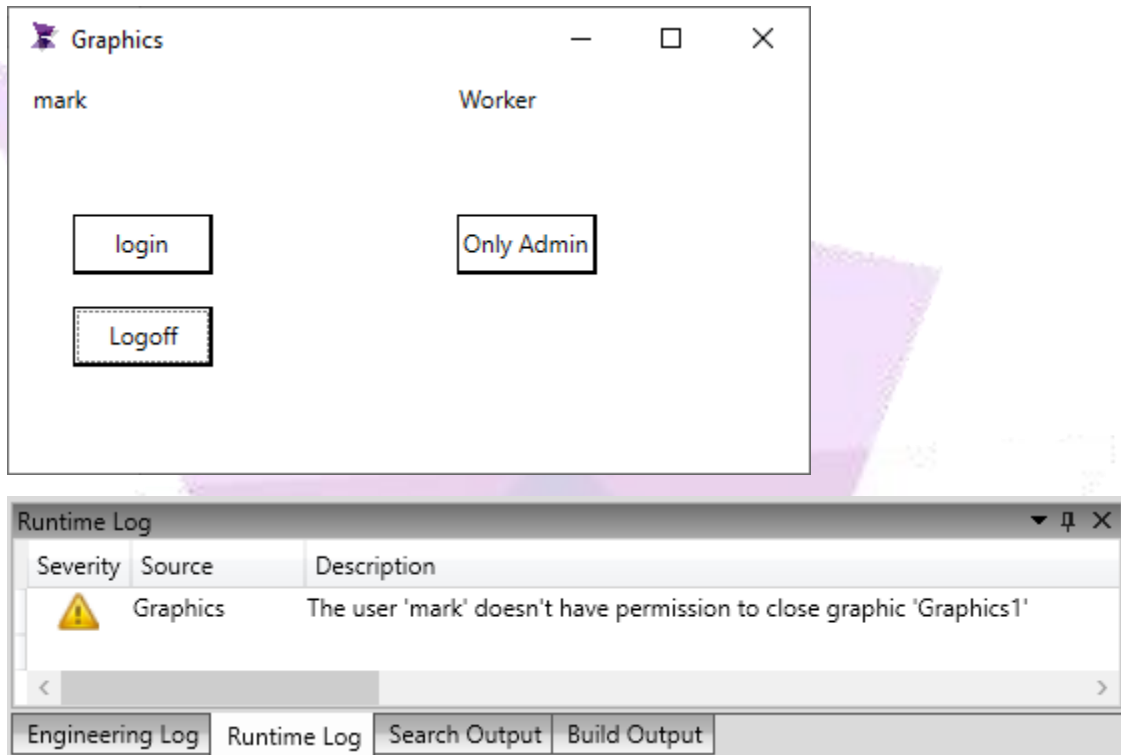 Graphics
mark Worker
login Only Admin
Logoff
Runtime Log
Severity Source Description
Graphics The user 'mark' doesn't have permission to close graphic 'Graphics1'
Engineering Log Runtime Log Search Output Build Output